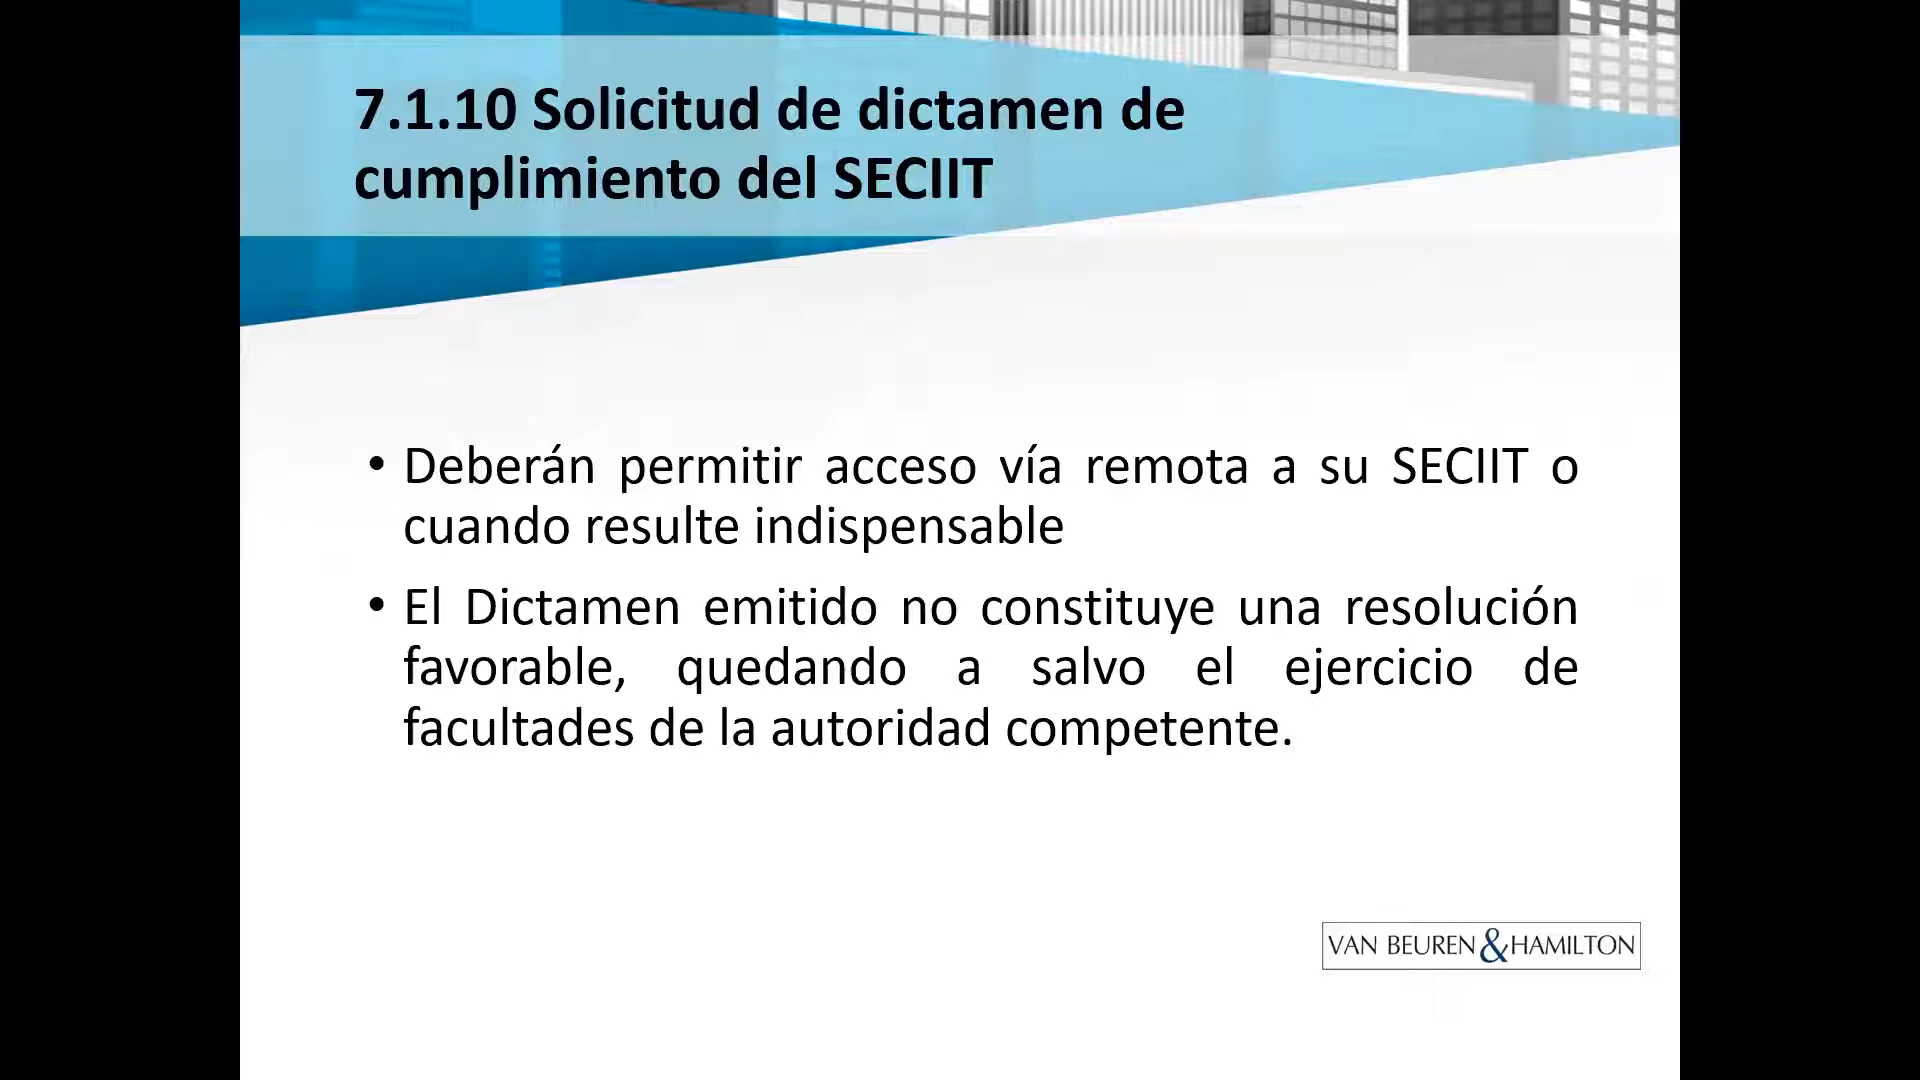 7.1.10 Solicitud de dictamen de
cumplimiento del SECIIT
• Deberán permitir acceso vía remota a su SECIIT o
cuando resulte indispensable
• El Dictamen emitido no constituye una resolución
favorable, quedando a salvo el ejercicio de
facultades de la autoridad competente.
VAN BEUREN & HAMILTON